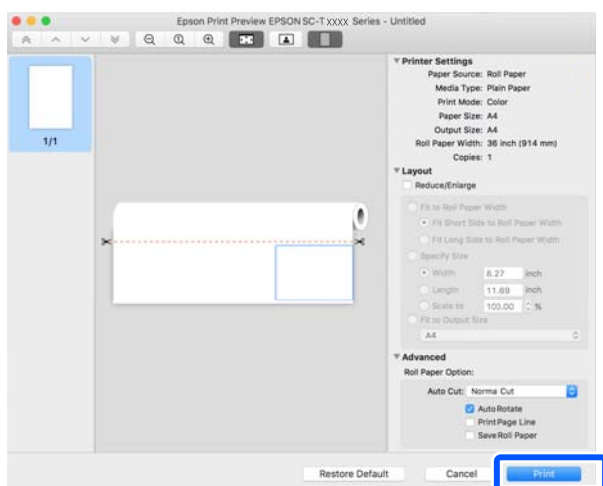 Epson Print Preview EPSON SC-T XXXX Series - Untitled
1/1
Printer Settings
Paper Source: Roll Paper
Media Type: Plain Paper
Print Mode: Color
Paper Size: A4
Output Size: A4
Roll Paper Width: 36 inch (914 mm)
Copies: 1
Layout
Reduce/Enlarge
Fit to Roll Paper Width
Fit Short Side to Roll Paper Width
Fit Long Side to Roll Paper Width
Specify Size
Width 8.27 inch
Length 11.69 inch
Scale to 100.00 %
Fit to Output Size
A4
Advanced
Roll Paper Option:
Auto Cut: Norma Cut
Auto Rotate
Print Page Line
Save Roll Paper
Restore Default Cancel Print